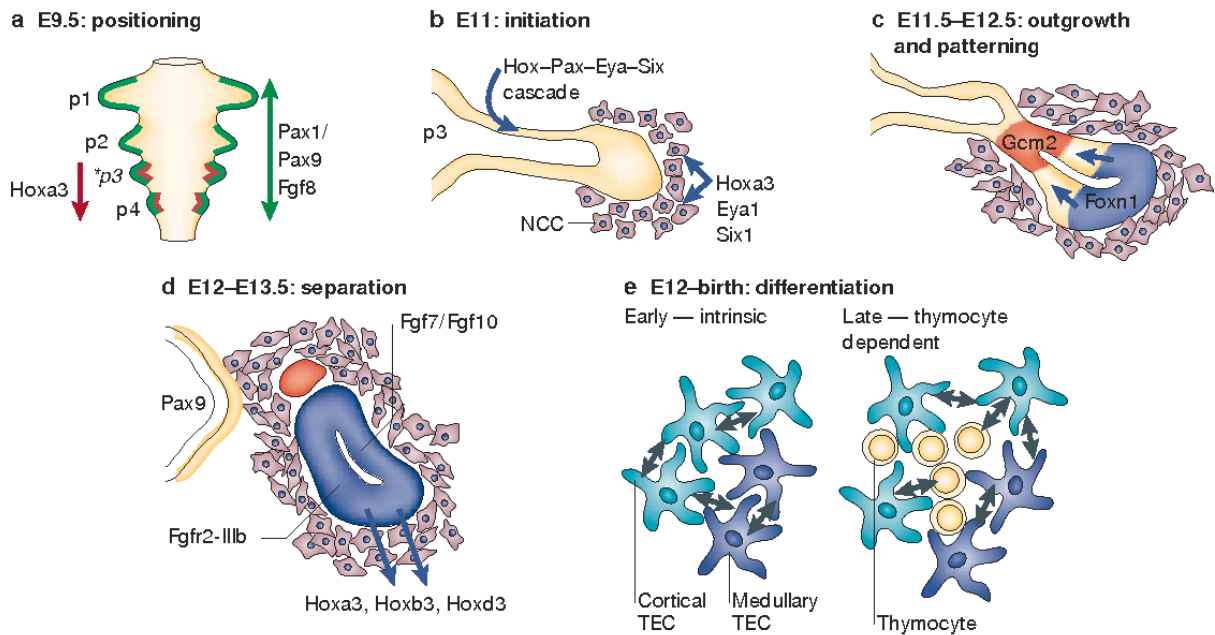 a E9.5: positioning
p1
p2
*p3
p4
Hoxa3
Pax1/
Pax9
Fgf8
b E11: initiation
Hox–Pax–Eya–Six
cascade
p3
NCC
Hoxa3
Eya1
Six1
c E11.5–E12.5: outgrowth
and patterning
Gcm2
Foxn1
d E12–E13.5: separation
Fgf7/Fgf10
Pax9
Fgfr2-IIIb
Hoxa3, Hoxb3, Hoxd3
e E12–birth: differentiation
Early — intrinsic
Late — thymocyte
dependent
Cortical
TEC
Medullary
TEC
Thymocyte